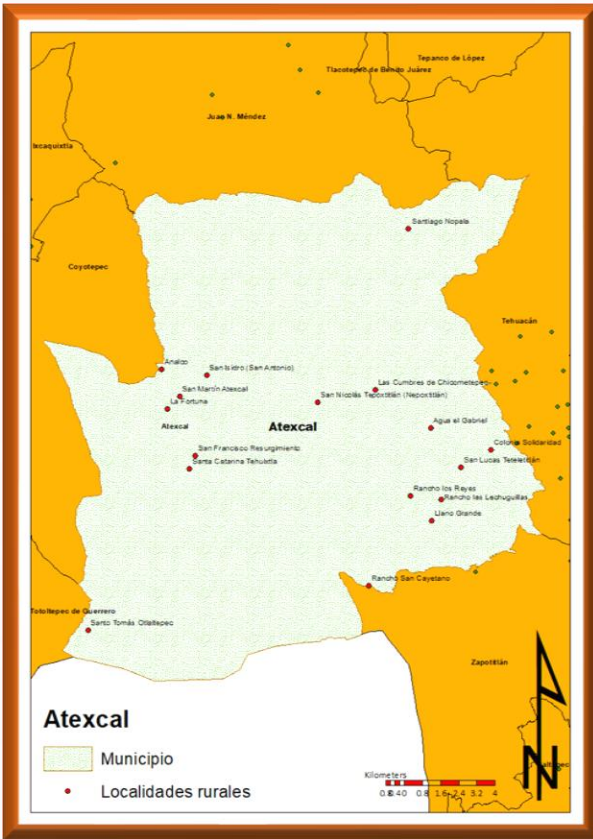 Tepanco de López
Tlacotepec de Benito Juárez
Juan N. Méndez
Ixcaquixtla
Santiago Nopala
Coyotepec
Tehuacán
Analco
San Isidro (San Antonio)
Las Cumbres de Chicometepec
San Martín Atexcal
San Nicolás Tepoxtitlán (Nepoxtitlán)
La Fortuna
Atexcal
Atexcal
Agua el Gabriel
Colonia Solidaridad
San Francisco Resurgimiento
Santa Catarina Tehuixtla
San Lucas Teteletitlán
Rancho los Reyes
Rancho las Lechuguillas
Llano Grande
Rancho San Cayetano
Totoltepec de Guerrero
Santo Tomás Otlaltepec
Zapotitlán
Atexcal
Municipio
Localidades rurales
Kilometers
0.8 0.4 0 0.8 1.6 2.4 3.2 4
N